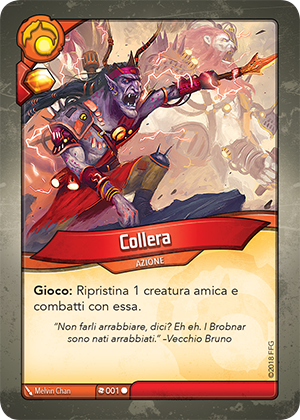 Collera
AZIONE
Gioco: Ripristina 1 creatura amica e
combatti con essa.
"Non farli arrabbiare, dici? Eh eh. I Brobnar
sono nati arrabbiati." -Vecchio Bruno
©2018 FFG
Melvin Chan
001